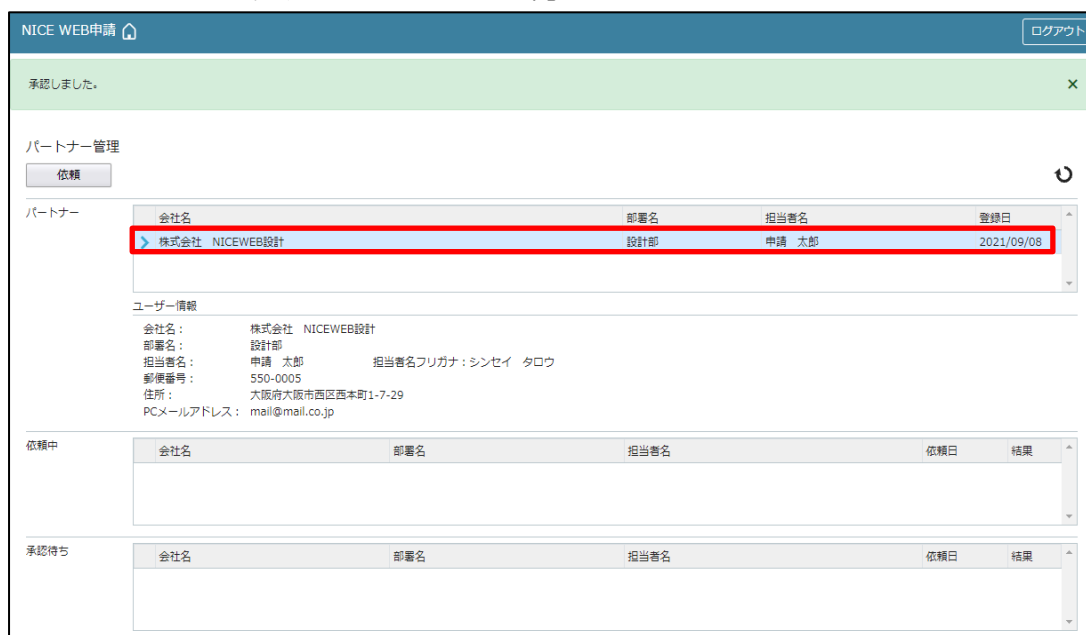 NICE WEB申請 ログアウト
承認しました。 ×
パートナー管理
依頼
パートナー
会社名 部署名 担当者名 登録日
株式会社 NICEWEB設計 設計部 申請 太郎 2021/09/08
ユーザー情報
会社名: 株式会社 NICEWEB設計
部署名: 設計部
担当者名: 申請 太郎 担当者名フリガナ:シンセイ タロウ
郵便番号: 550-0005
住所: 大阪府大阪市西区西本町1-7-29
PCメールアドレス: mail@mail.co.jp
依頼中
会社名 部署名 担当者名 依頼日 結果
承認待ち
会社名 部署名 担当者名 依頼日 結果